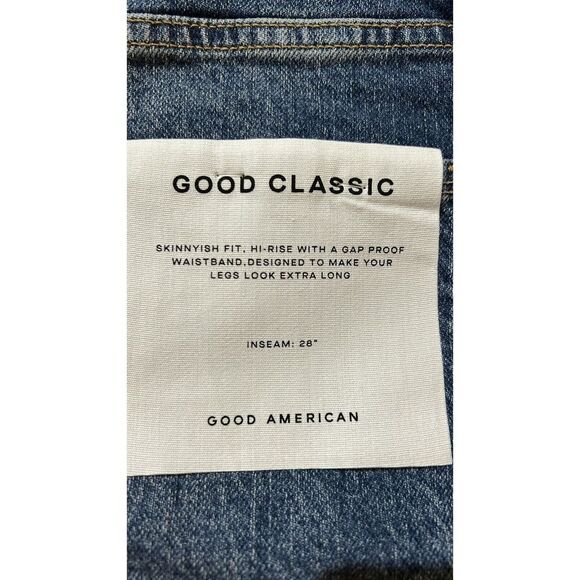 GOOD CLASSIC
SKINNYISH FIT, HI-RISE WITH A GAP PROOF
WAISTBAND.DESIGNED TO MAKE YOUR
LEGS LOOK EXTRA LONG
INSEAM: 28"
GOOD AMERICAN